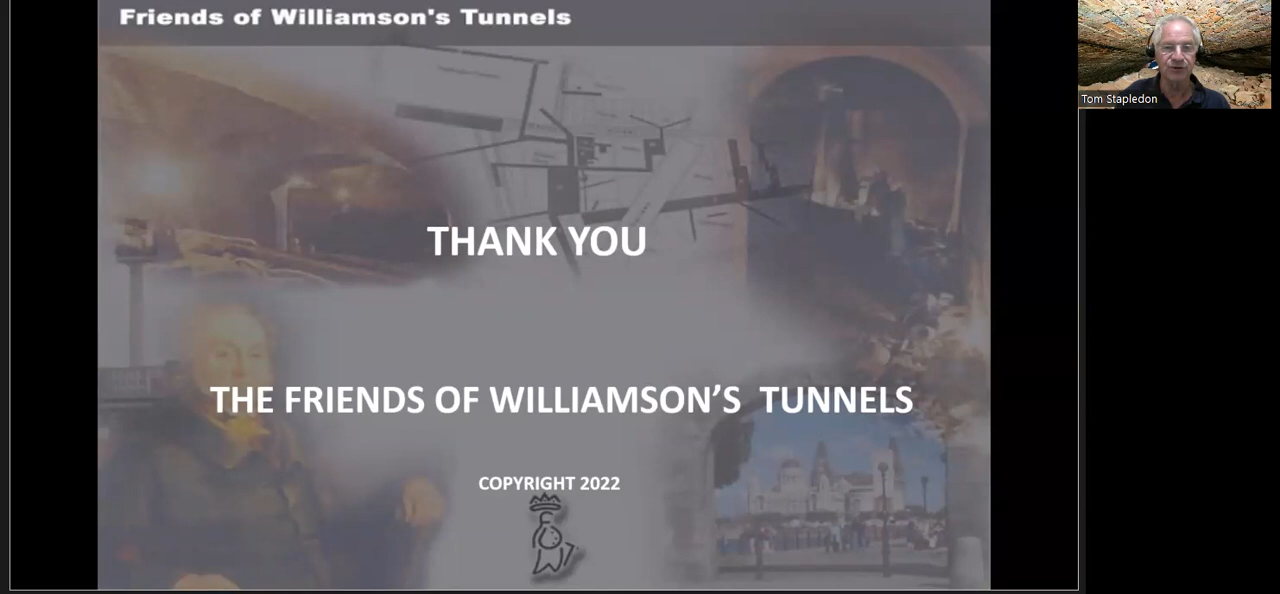 Friends of Williamson's Tunnels
Tom Stapledon
THANK YOU
THE FRIENDS OF WILLIAMSON’S TUNNELS
COPYRIGHT 2022